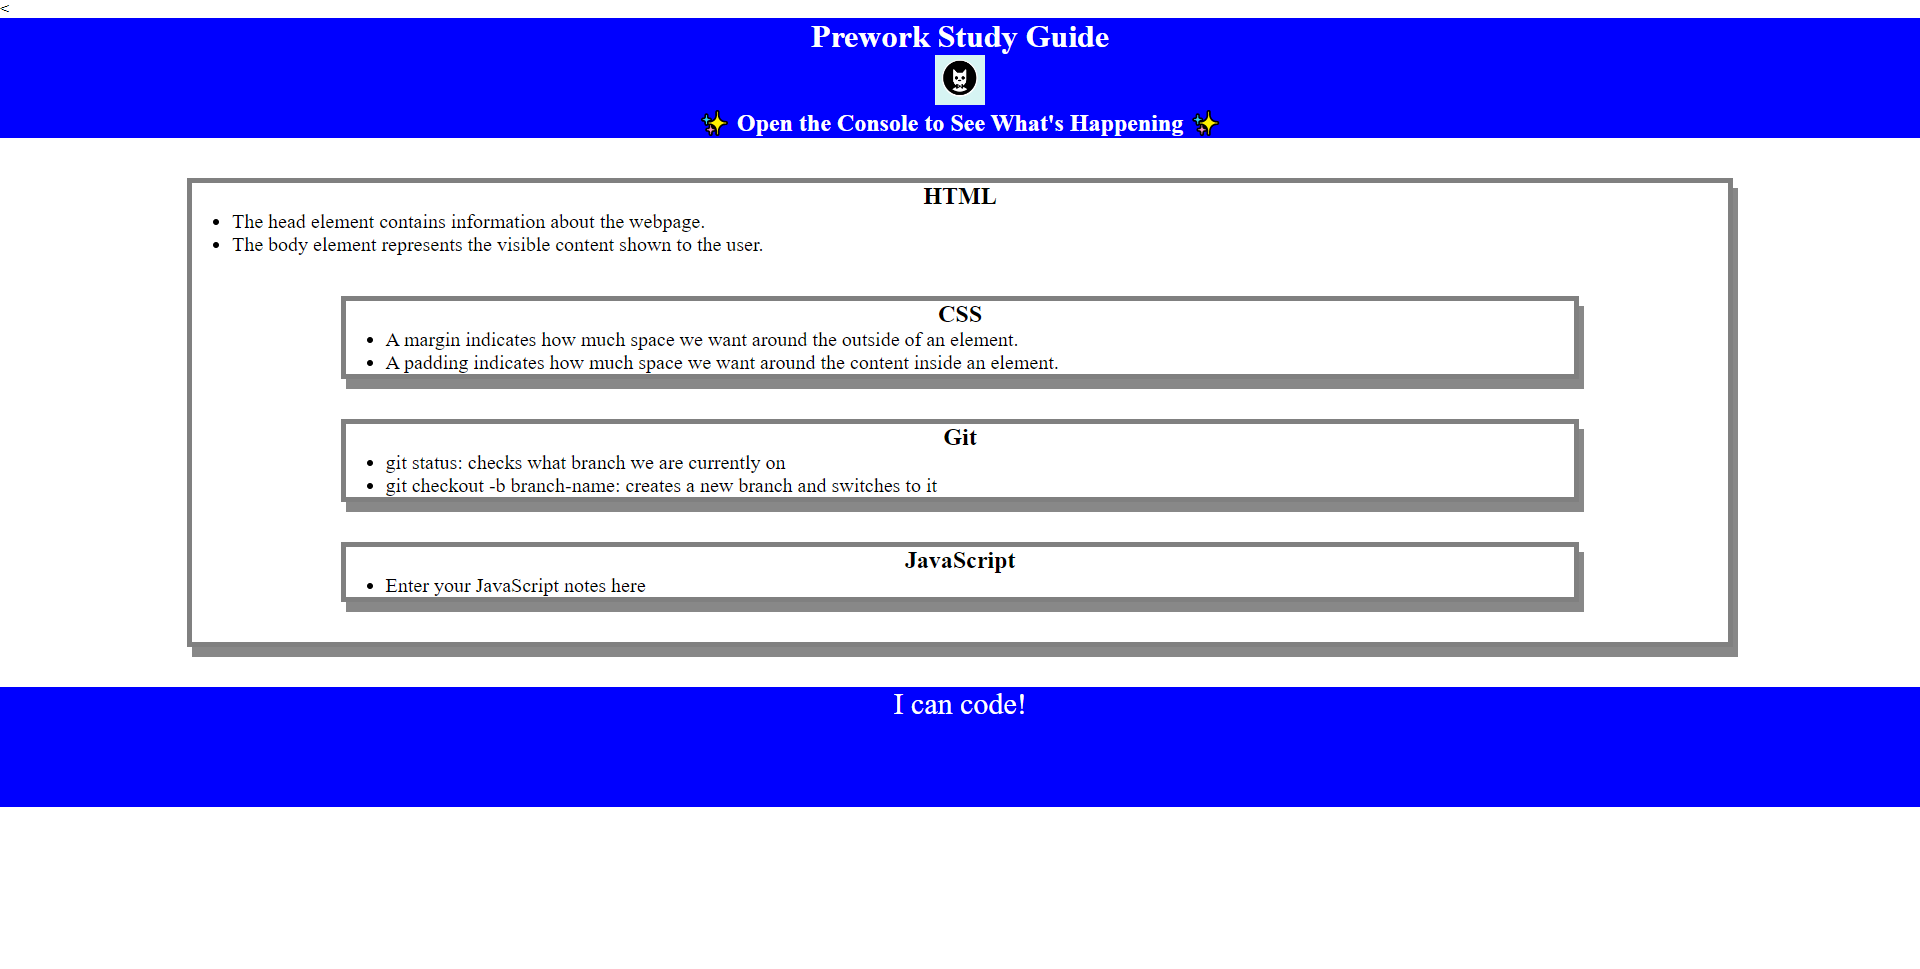 <
Prework Study Guide
✨ Open the Console to See What's Happening ✨
HTML
• The head element contains information about the webpage.
• The body element represents the visible content shown to the user.
CSS
• A margin indicates how much space we want around the outside of an element.
• A padding indicates how much space we want around the content inside an element.
Git
• git status: checks what branch we are currently on
• git checkout -b branch-name: creates a new branch and switches to it
JavaScript
• Enter your JavaScript notes here
I can code!